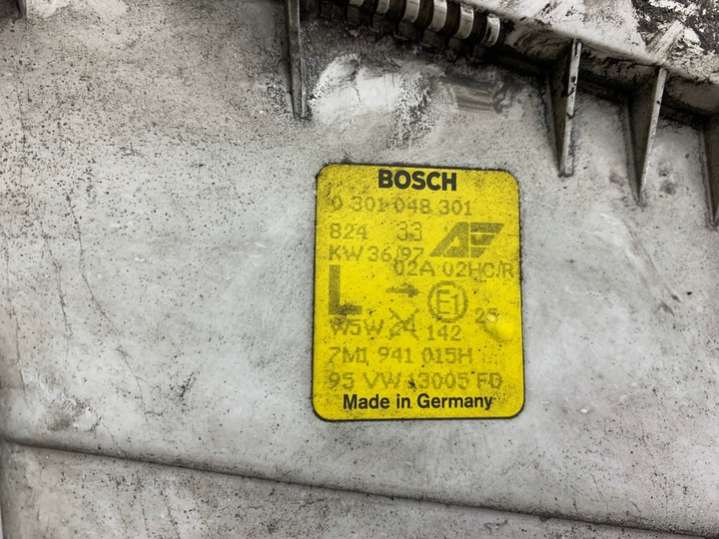 BOSCH
0 301 048 301
824 33
KW 36/97
02A 02HC/R
L → E1 25
W5W 24 142
7M1 941 015H
95 VW 13005 FD
Made in Germany